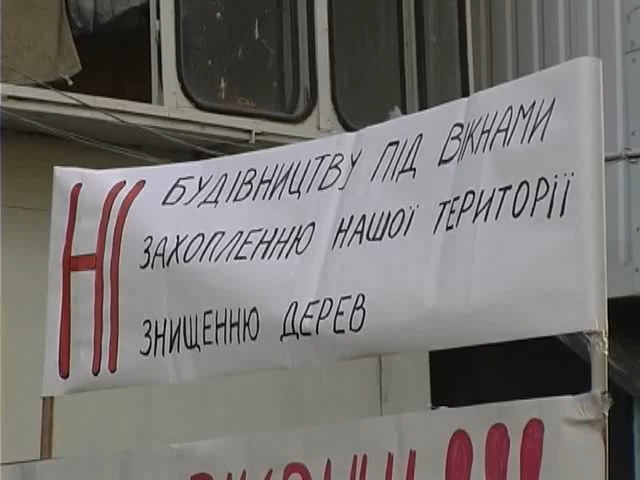 НІ БУДІВНИЦТВУ ПІД ВІКНАМИ
ЗАХОПЛЕННЮ НАШОЇ ТЕРИТОРІЇ
ЗНИЩЕННЮ ДЕРЕВ
!!!